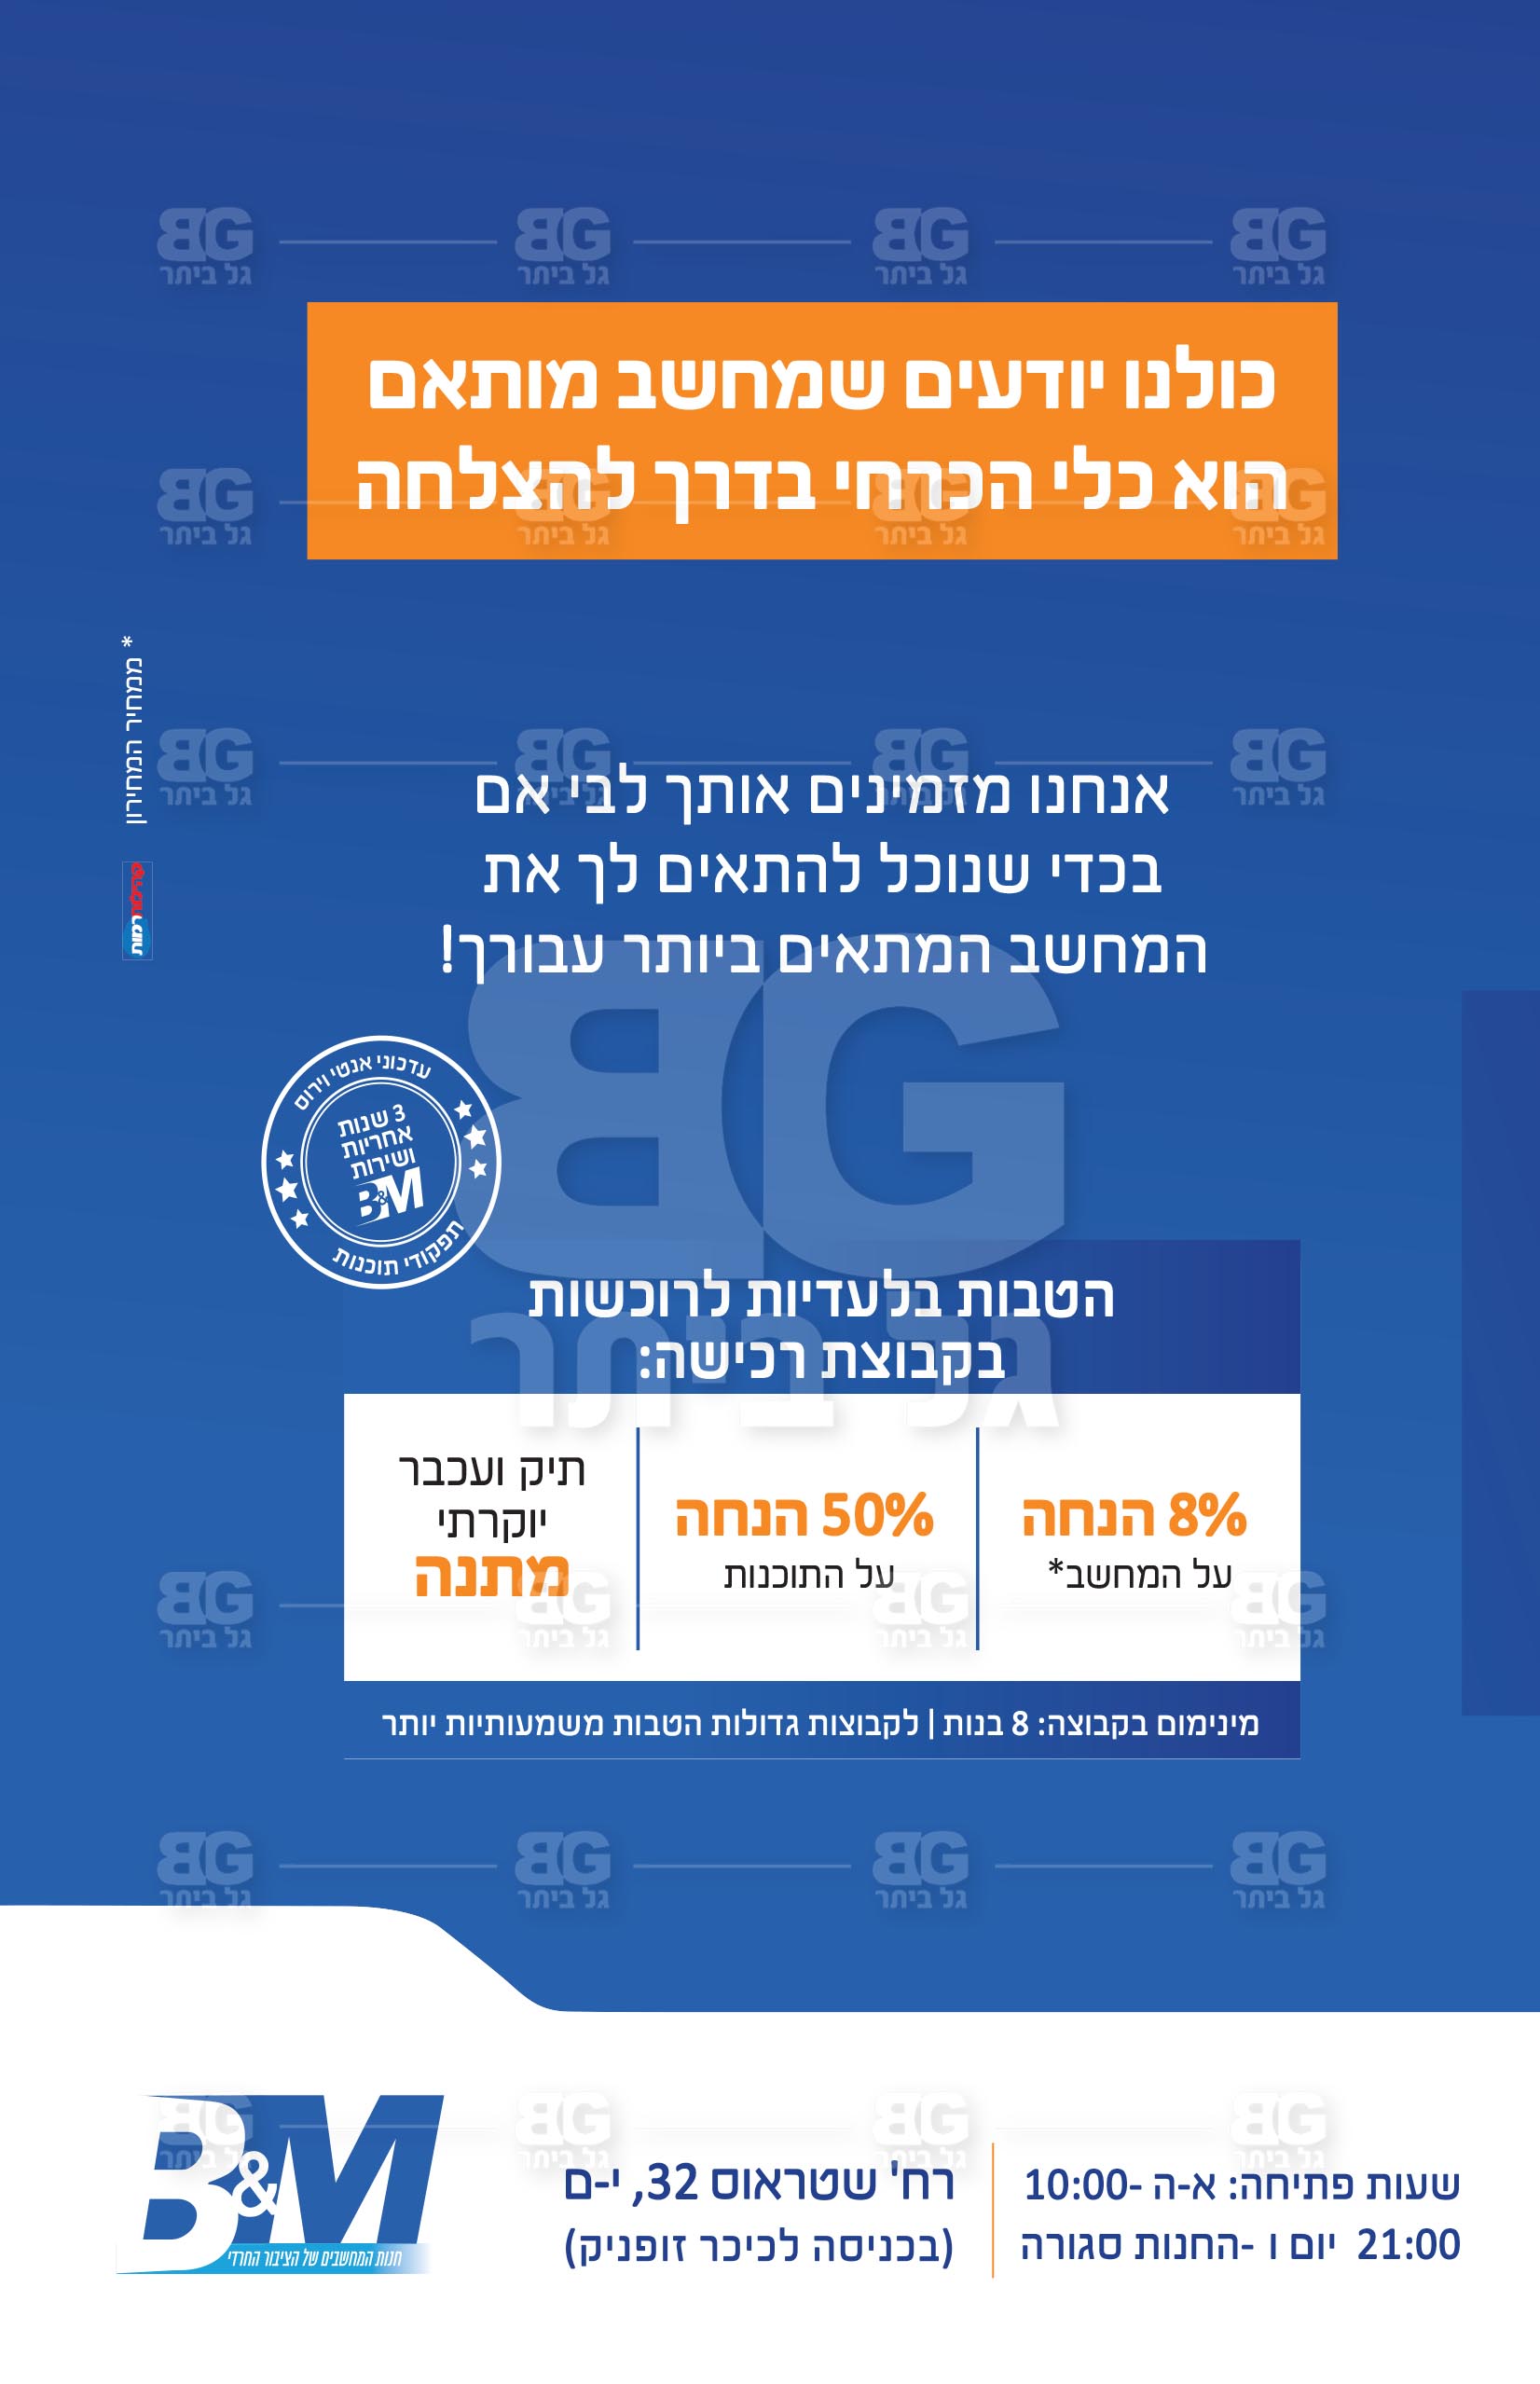 כולנו יודעים שמחשב מותאם
הוא כלי הכרחי בדרך להצלחה
* ממחיר המחירון
אנחנו מזמינים אותך לבי אם
בכדי שנוכל להתאים לך את
המחשב המתאים ביותר עבורך!
עדכוני אנטי וירוס
3 שנות
אחריות
ושירות
B&M
תפקודי תוכנות
הטבות בלעדיות לרוכשות
בקבוצת רכישה:
8% הנחה
על המחשב*
50% הנחה
על התוכנות
תיק ועכבר
יוקרתי
מתנה
מינימום בקבוצה: 8 בנות | לקבוצות גדולות הטבות משמעותיות יותר
שעות פתיחה: א-ה -10:00
21:00 יום ו -החנות סגורה
רח' שטראוס 32, י-ם
(בכניסה לכיכר זופניק)
B&M
חנות המחשבים של הציבור החרדי
BG
גל ביתר